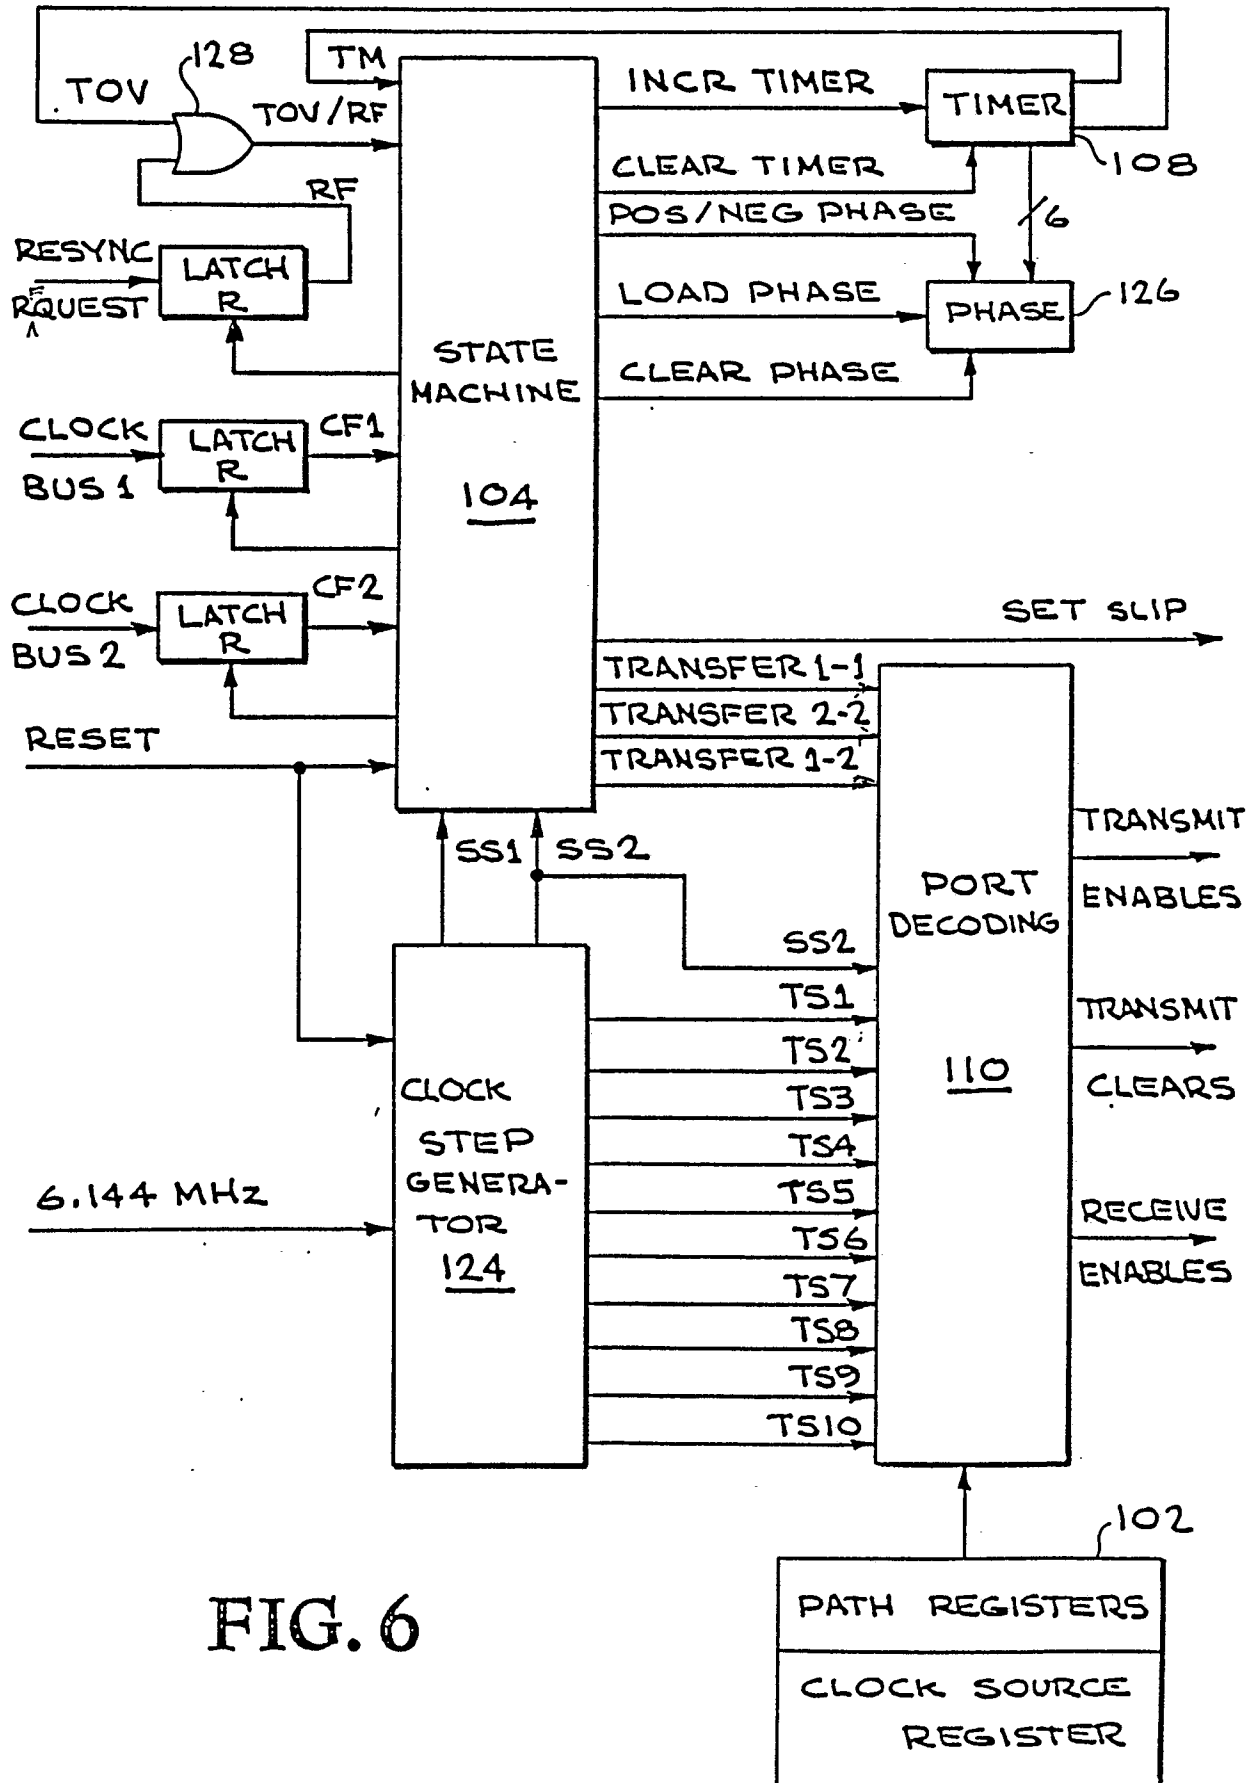 128
TM
TOV
TOV/RF
RF
INCR TIMER
TIMER
108
CLEAR TIMER
POS/NEG PHASE
6
RESYNC
REQUEST
LATCH
R
LOAD PHASE
PHASE
126
STATE
MACHINE
104
CLEAR PHASE
CLOCK
BUS 1
LATCH
R
CF1
CLOCK
BUS 2
LATCH
R
CF2
SET SLIP
TRANSFER 1-1
TRANSFER 2-2
TRANSFER 1-2
RESET
SS1
SS2
PORT
DECODING
110
TRANSMIT
ENABLES
TRANSMIT
CLEARS
RECEIVE
ENABLES
SS2
TS1
TS2
TS3
TS4
TS5
TS6
TS7
TS8
TS9
TS10
CLOCK
STEP
GENERA-
TOR
124
6.144 MHz
102
PATH REGISTERS
CLOCK SOURCE
REGISTER
FIG. 6